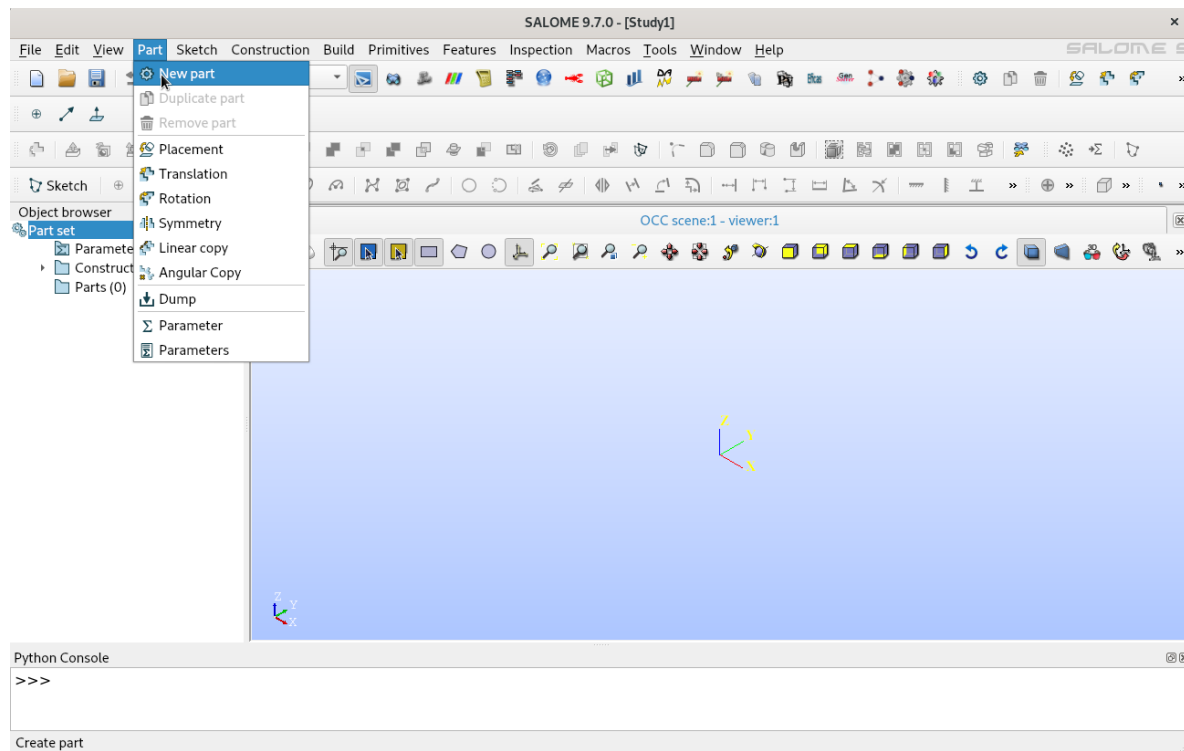 SALOME 9.7.0 - [Study1]
File Edit View Part Sketch Construction Build Primitives Features Inspection Macros Tools Window Help
SALOME
New part
Duplicate part
Remove part
Placement
Sketch
Translation
Rotation
Object browser
OCC scene:1 - viewer:1
Part set
Symmetry
Paramete
Linear copy
Construct
Angular Copy
Parts (0)
Dump
Parameter
Parameters
Z
Y
X
Z
Y
X
Python Console
>>>
Create part